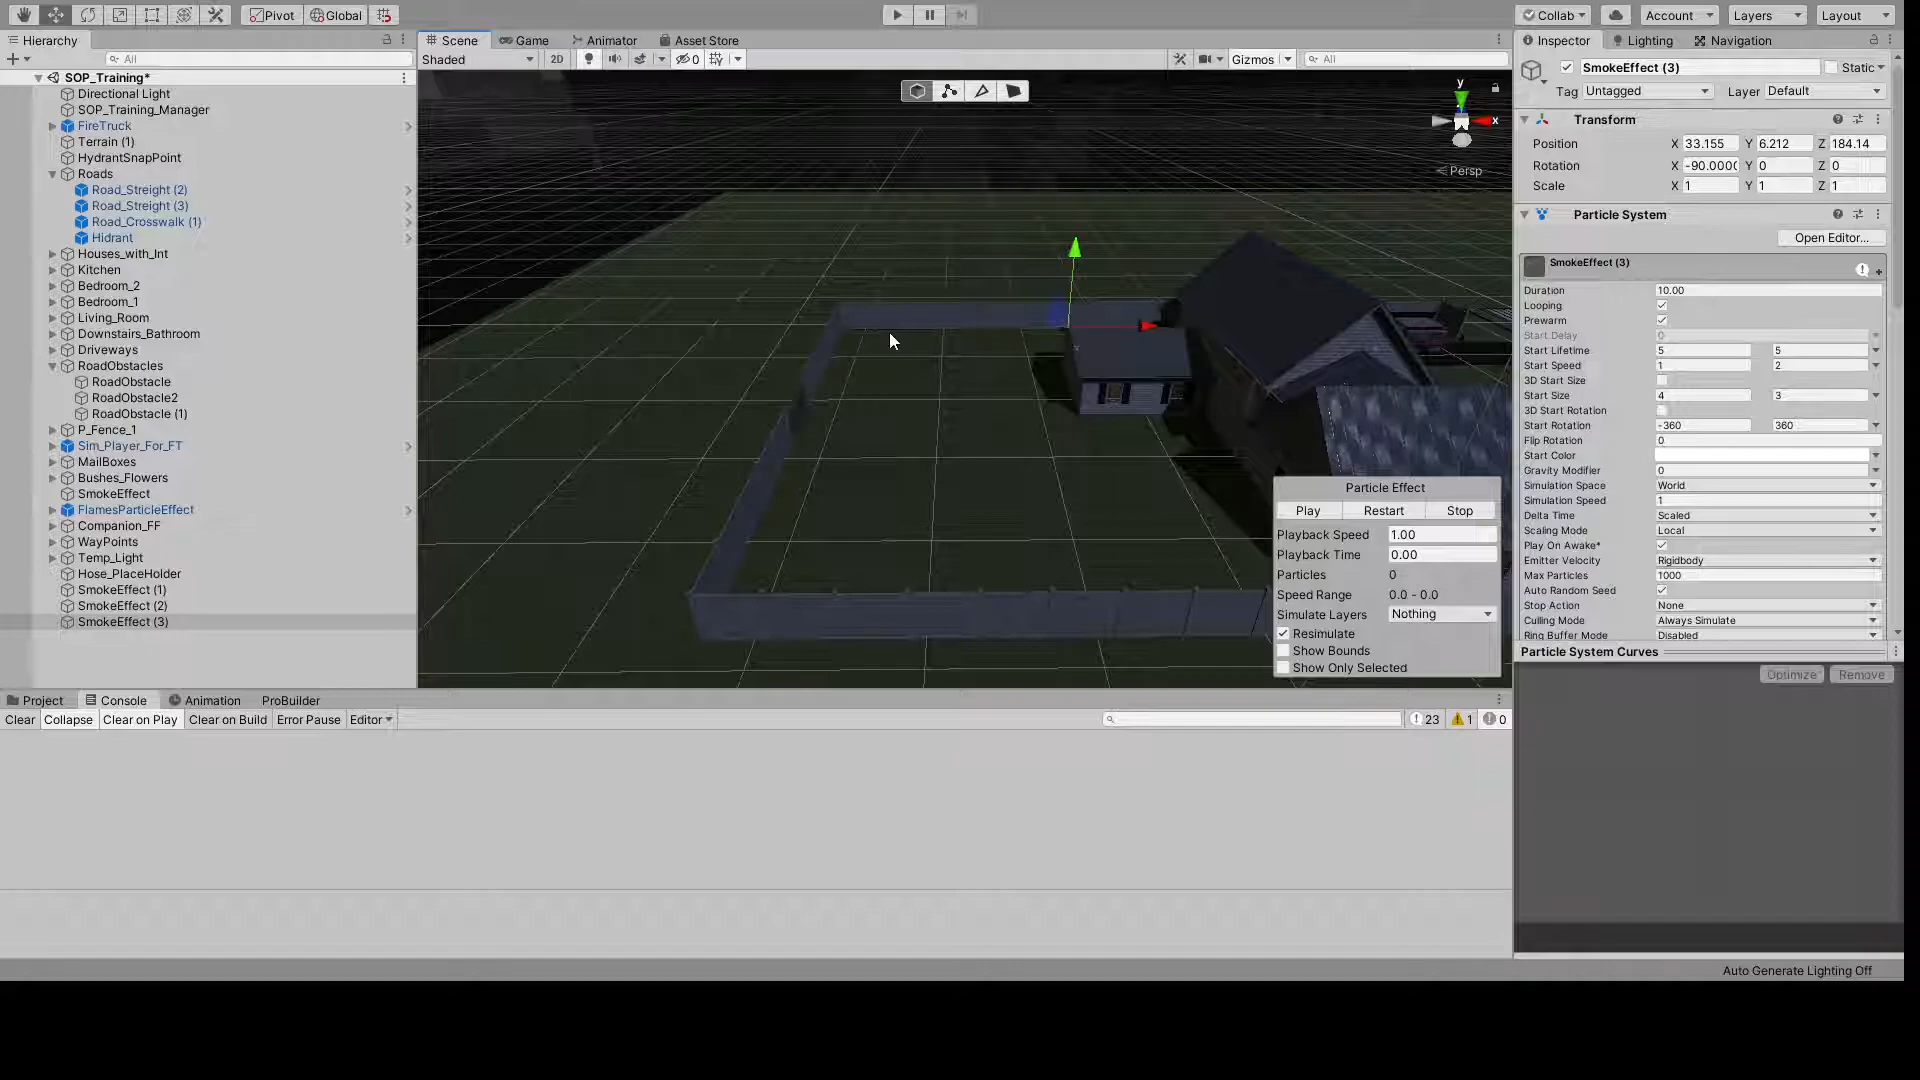 Pivot Global Collab Account Layers Layout
Hierarchy
Scene Game Animator Asset Store
Inspector Lighting Navigation
All
Shaded 2D 0 Gizmos All
SOP_Training*
Directional Light
SOP_Training_Manager
FireTruck
Terrain (1)
HydrantSnapPoint
Roads
Road_Streight (2)
Road_Streight (3)
Road_Crosswalk (1)
Hidrant
Houses_with_Int
Kitchen
Bedroom_2
Bedroom_1
Living_Room
Downstairs_Bathroom
Driveways
RoadObstacles
RoadObstacle
RoadObstacle2
RoadObstacle (1)
P_Fence_1
Sim_Player_For_FT
MailBoxes
Bushes_Flowers
SmokeEffect
FlamesParticleEffect
Companion_FF
WayPoints
Temp_Light
Hose_PlaceHolder
SmokeEffect (1)
SmokeEffect (2)
SmokeEffect (3)
y
x
Persp
Particle Effect
Play Restart Stop
Playback Speed 1.00
Playback Time 0.00
Particles 0
Speed Range 0.0 - 0.0
Simulate Layers Nothing
Resimulate
Show Bounds
Show Only Selected
SmokeEffect (3) Static
Tag Untagged Layer Default
Transform
Position X 33.155 Y 6.212 Z 184.14
Rotation X -90.000( Y 0 Z 0
Scale X 1 Y 1 Z 1
Particle System
Open Editor...
SmokeEffect (3)
Duration 10.00
Looping
Prewarm
Start Delay 0
Start Lifetime 5 5
Start Speed 1 2
3D Start Size
Start Size 4 3
3D Start Rotation
Start Rotation -360 360
Flip Rotation 0
Start Color
Gravity Modifier 0
Simulation Space World
Simulation Speed 1
Delta Time Scaled
Scaling Mode Local
Play On Awake*
Emitter Velocity Rigidbody
Max Particles 1000
Auto Random Seed
Stop Action None
Culling Mode Always Simulate
Ring Buffer Mode Disabled
Particle System Curves
Optimize Remove
Project Console Animation ProBuilder
Clear Collapse Clear on Play Clear on Build Error Pause Editor 23 1 0
Auto Generate Lighting Off